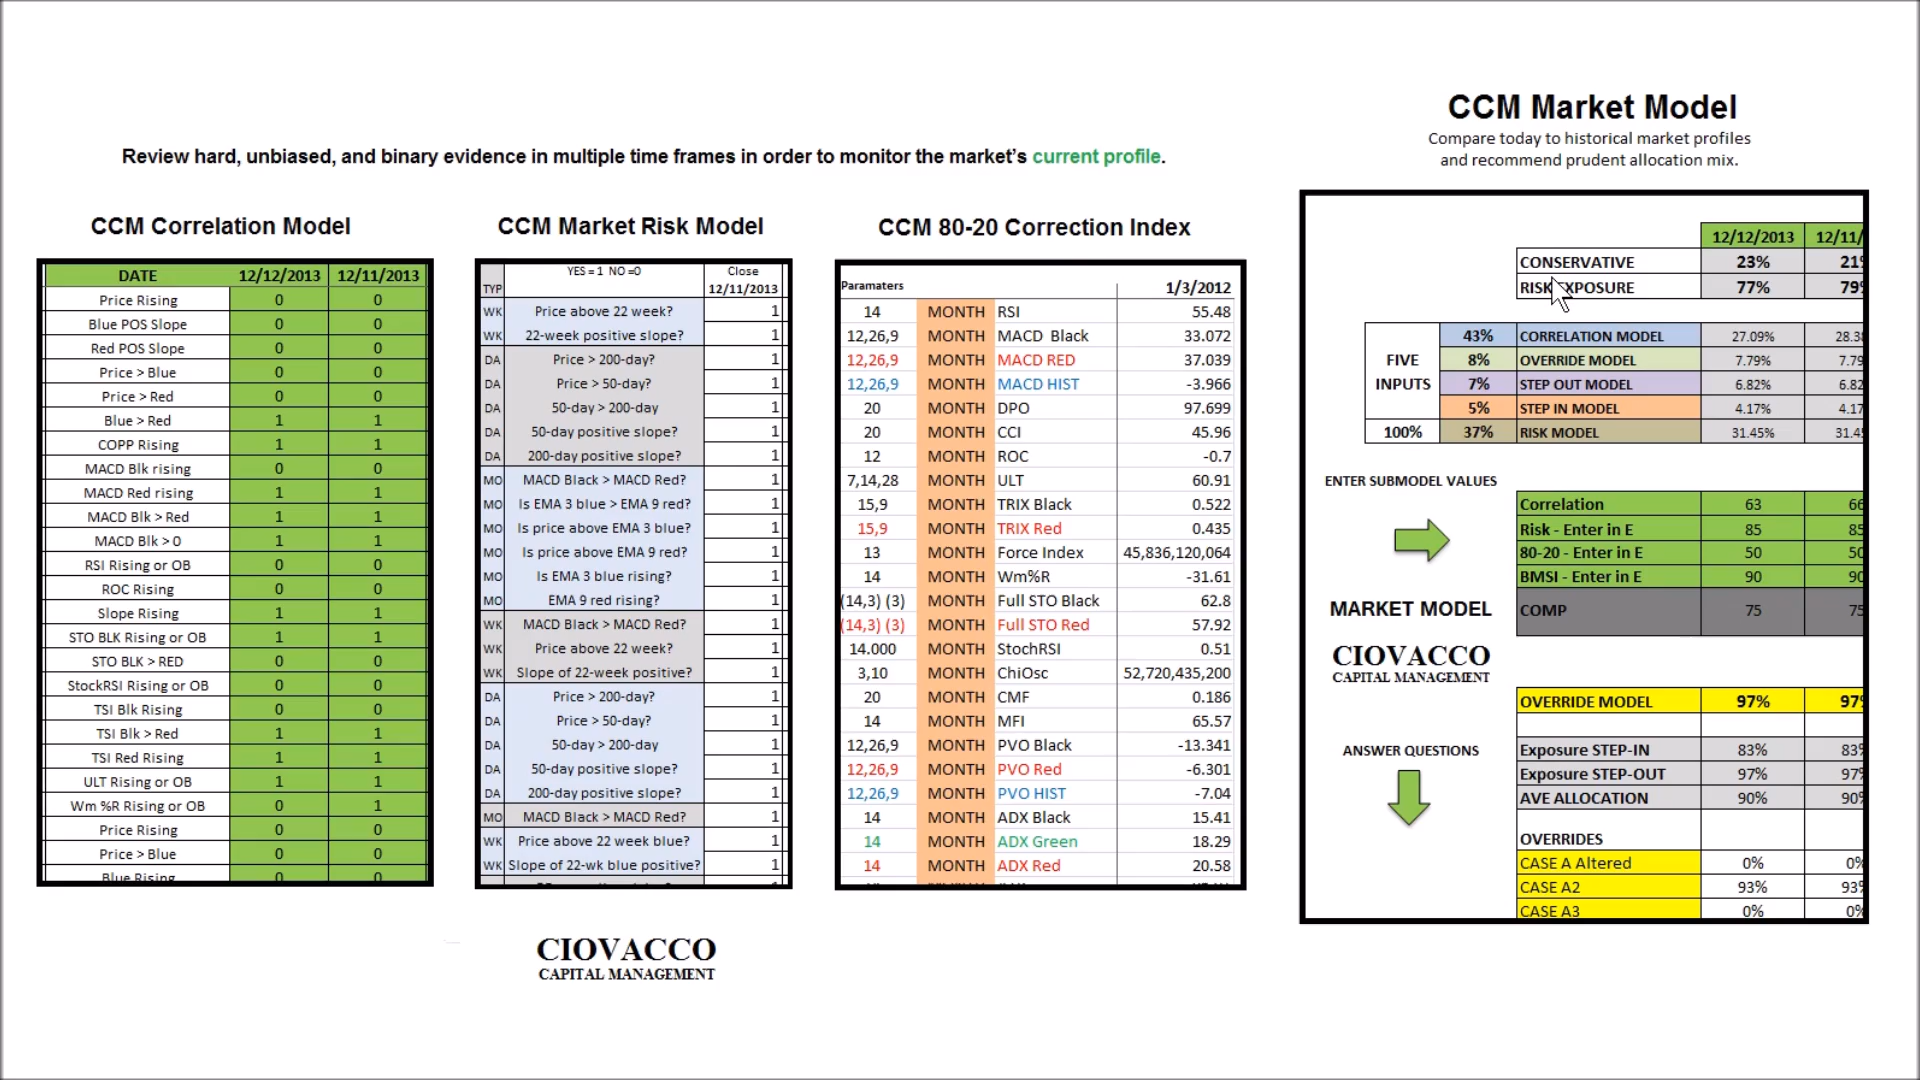 Review hard, unbiased, and binary evidence in multiple time frames in order to monitor the market's current profile.
CCM Correlation Model
DATE 12/12/2013 12/11/2013
Price Rising 0 0
Blue POS Slope 0 0
Red POS Slope 0 0
Price > Blue 0 0
Price > Red 0 0
Blue > Red 1 1
COPP Rising 1 1
MACD Blk rising 0 0
MACD Red rising 1 1
MACD Blk > Red 1 1
MACD Blk > 0 1 1
RSI Rising or OB 0 0
ROC Rising 0 0
Slope Rising 1 1
STO BLK Rising or OB 1 1
STO BLK > RED 0 0
StockRSI Rising or OB 0 0
TSI Blk Rising 0 0
TSI Blk > Red 1 1
TSI Red Rising 1 1
ULT Rising or OB 1 1
Wm %R Rising or OB 0 1
Price Rising 0 0
Price > Blue 0 0
Blue Rising 0 0
CCM Market Risk Model
YES = 1 NO =0 Close
TYP 12/11/2013
WK Price above 22 week? 1
WK 22-week positive slope? 1
DA Price > 200-day? 1
DA Price > 50-day? 1
DA 50-day > 200-day 1
DA 50-day positive slope? 1
DA 200-day positive slope? 1
MO MACD Black > MACD Red? 1
MO Is EMA 3 blue > EMA 9 red? 1
MO Is price above EMA 3 blue? 1
MO Is price above EMA 9 red? 1
MO Is EMA 3 blue rising? 1
MO EMA 9 red rising? 1
WK MACD Black > MACD Red? 1
WK Price above 22 week? 1
WK Slope of 22-week positive? 1
DA Price > 200-day? 1
DA Price > 50-day? 1
DA 50-day > 200-day 1
DA 50-day positive slope? 1
DA 200-day positive slope? 1
MO MACD Black > MACD Red? 1
WK Price above 22 week blue? 1
WK Slope of 22-wk blue positive? 1
CCM 80-20 Correction Index
Paramaters 1/3/2012
14 MONTH RSI 55.48
12,26,9 MONTH MACD Black 33.072
12,26,9 MONTH MACD RED 37.039
12,26,9 MONTH MACD HIST -3.966
20 MONTH DPO 97.699
20 MONTH CCI 45.96
12 MONTH ROC -0.7
7,14,28 MONTH ULT 60.91
15,9 MONTH TRIX Black 0.522
15,9 MONTH TRIX Red 0.435
13 MONTH Force Index 45,836,120,064
14 MONTH Wm%R -31.61
(14,3) (3) MONTH Full STO Black 62.8
(14,3) (3) MONTH Full STO Red 57.92
14.000 MONTH StochRSI 0.51
3,10 MONTH ChiOsc 52,720,435,200
20 MONTH CMF 0.186
14 MONTH MFI 65.57
12,26,9 MONTH PVO Black -13.341
12,26,9 MONTH PVO Red -6.301
12,26,9 MONTH PVO HIST -7.04
14 MONTH ADX Black 15.41
14 MONTH ADX Green 18.29
14 MONTH ADX Red 20.58
CIOVACCO
CAPITAL MANAGEMENT
CCM Market Model
Compare today to historical market profiles
and recommend prudent allocation mix.
12/12/2013 12/11/
CONSERVATIVE 23% 21%
RISK EXPOSURE 77% 79%
FIVE INPUTS
43% CORRELATION MODEL 27.09% 28.38
8% OVERRIDE MODEL 7.79% 7.79
7% STEP OUT MODEL 6.82% 6.82
5% STEP IN MODEL 4.17% 4.17
100% 37% RISK MODEL 31.45% 31.45
ENTER SUBMODEL VALUES
Correlation 63 66
Risk - Enter in E 85 85
80-20 - Enter in E 50 50
BMSI - Enter in E 90 90
MARKET MODEL COMP 75 75
CIOVACCO
CAPITAL MANAGEMENT
OVERRIDE MODEL 97% 97%
ANSWER QUESTIONS
Exposure STEP-IN 83% 83%
Exposure STEP-OUT 97% 97%
AVE ALLOCATION 90% 90%
OVERRIDES
CASE A Altered 0% 0%
CASE A2 93% 93%
CASE A3 0% 0%